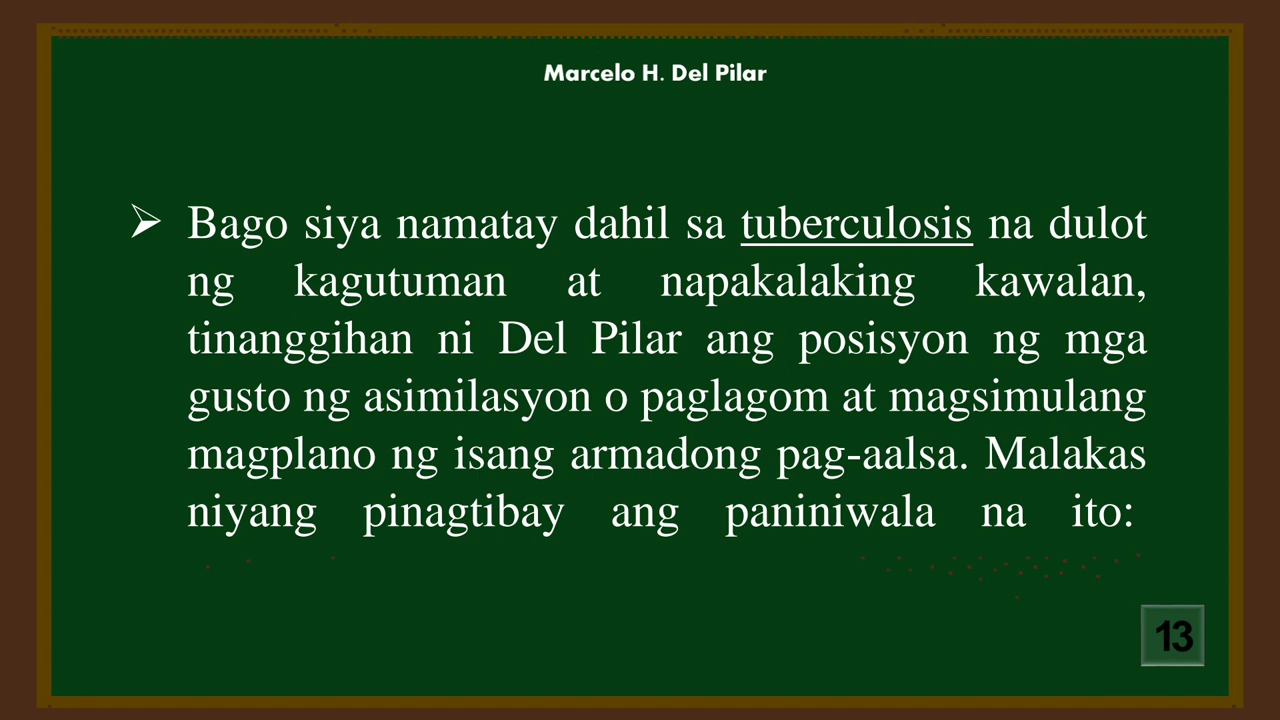 Marcelo H. Del Pilar
➢ Bago siya namatay dahil sa tuberculosis na dulot
ng kagutuman at napakalaking kawalan,
tinanggihan ni Del Pilar ang posisyon ng mga
gusto ng asimilasyon o paglagom at magsimulang
magplano ng isang armadong pag-aalsa. Malakas
niyang pinagtibay ang paniniwala na ito:
13